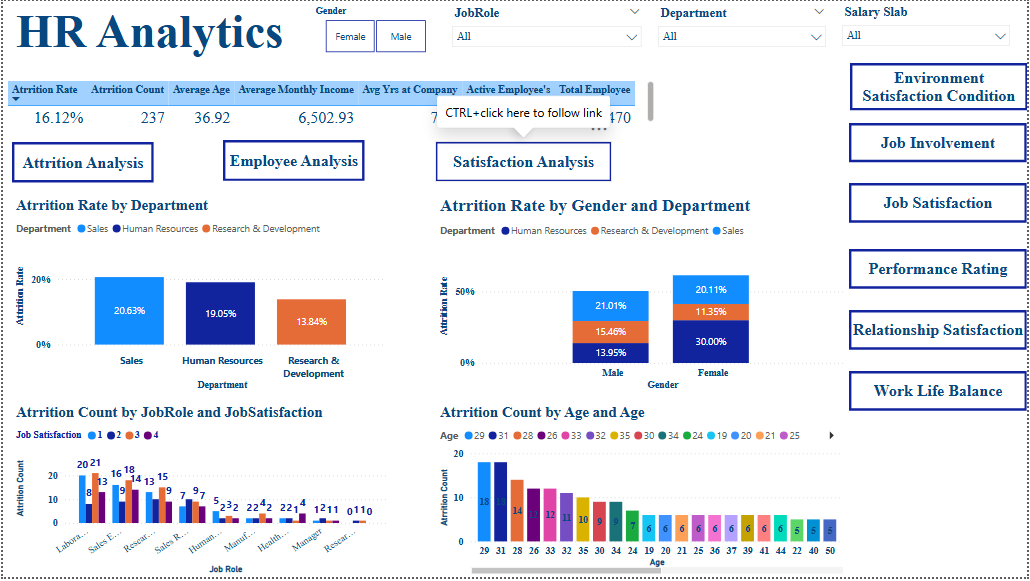 HR Analytics
Gender
Female
Male
JobRole
All
Department
All
Salary Slab
All
Atrrition Rate Atrrition Count Average Age Average Monthly Income Avg Yrs at Company Active Employee's Total Employee
16.12% 237 36.92 6,502.93
CTRL+click here to follow link
Attrition Analysis
Employee Analysis
Satisfaction Analysis
Environment
Satisfaction Condition
Job Involvement
Job Satisfaction
Performance Rating
Relationship Satisfaction
Work Life Balance
Atrrition Rate by Department
Department Sales Human Resources Research & Development
Atrrition Rate
20%
0%
20.63%
19.05%
13.84%
Sales
Human Resources
Research &
Development
Department
Atrrition Rate by Gender and Department
Department Human Resources Research & Development Sales
Atrrition Rate
50%
0%
21.01%
15.46%
13.95%
20.11%
11.35%
30.00%
Male
Female
Gender
Atrrition Count by JobRole and JobSatisfaction
Job Satisfaction 1 2 3 4
Atrrition Count
20
10
0
20 8 21 13
16 9 18 14
13 15 9
7 9 7
5 2 3 2
2 2 4 2
2 2 1 4
1 2 1 1
0 1 1 0
Labora...
Sales E...
Resear...
Sales R...
Human...
Manuf...
Health...
Manager
Resear...
Job Role
Atrrition Count by Age and Age
Age 29 31 28 26 33 32 35 30 34 24 19 20 21 25
Atrrition Count
20
10
0
18 14 12 11 10 9 9 7 6 6 6 6 6 6 6 6 6 5 5 5
29 31 28 26 33 32 35 30 34 24 19 20 21 25 36 37 39 41 44 22 40 50
Age